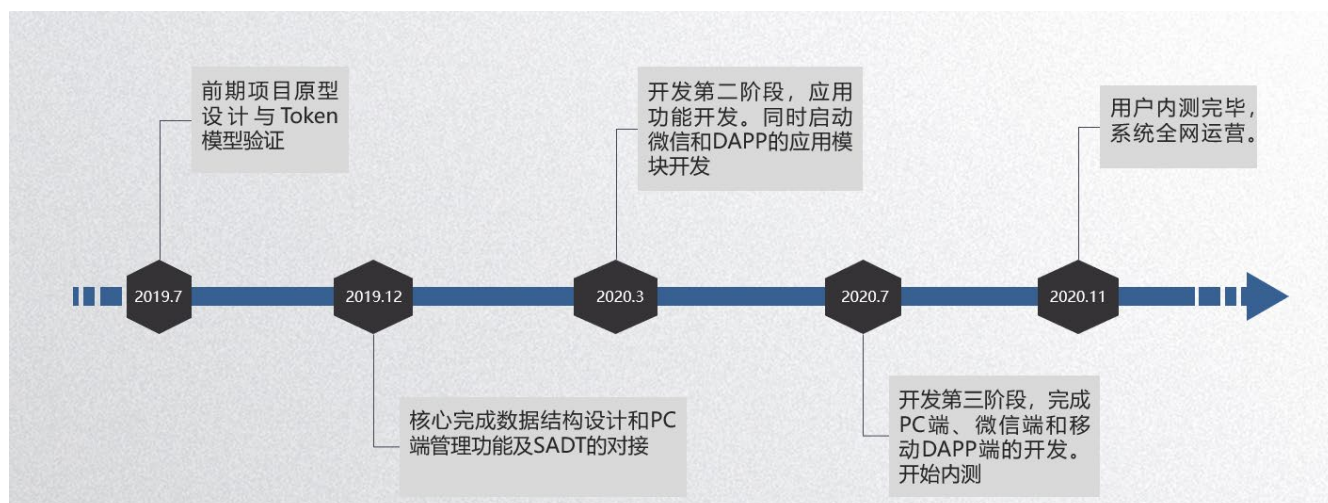 前期项目原型
设计与Token
模型验证
开发第二阶段，应用
功能开发。同时启动
微信和DAPP的应用模
块开发
用户内测完毕，
系统全网运营。
2019.7
2019.12
2020.3
2020.7
2020.11
核心完成数据结构设计和PC
端管理功能及SADT的对接
开发第三阶段，完成
PC端、微信端和移
动DAPP端的开发。
开始内测